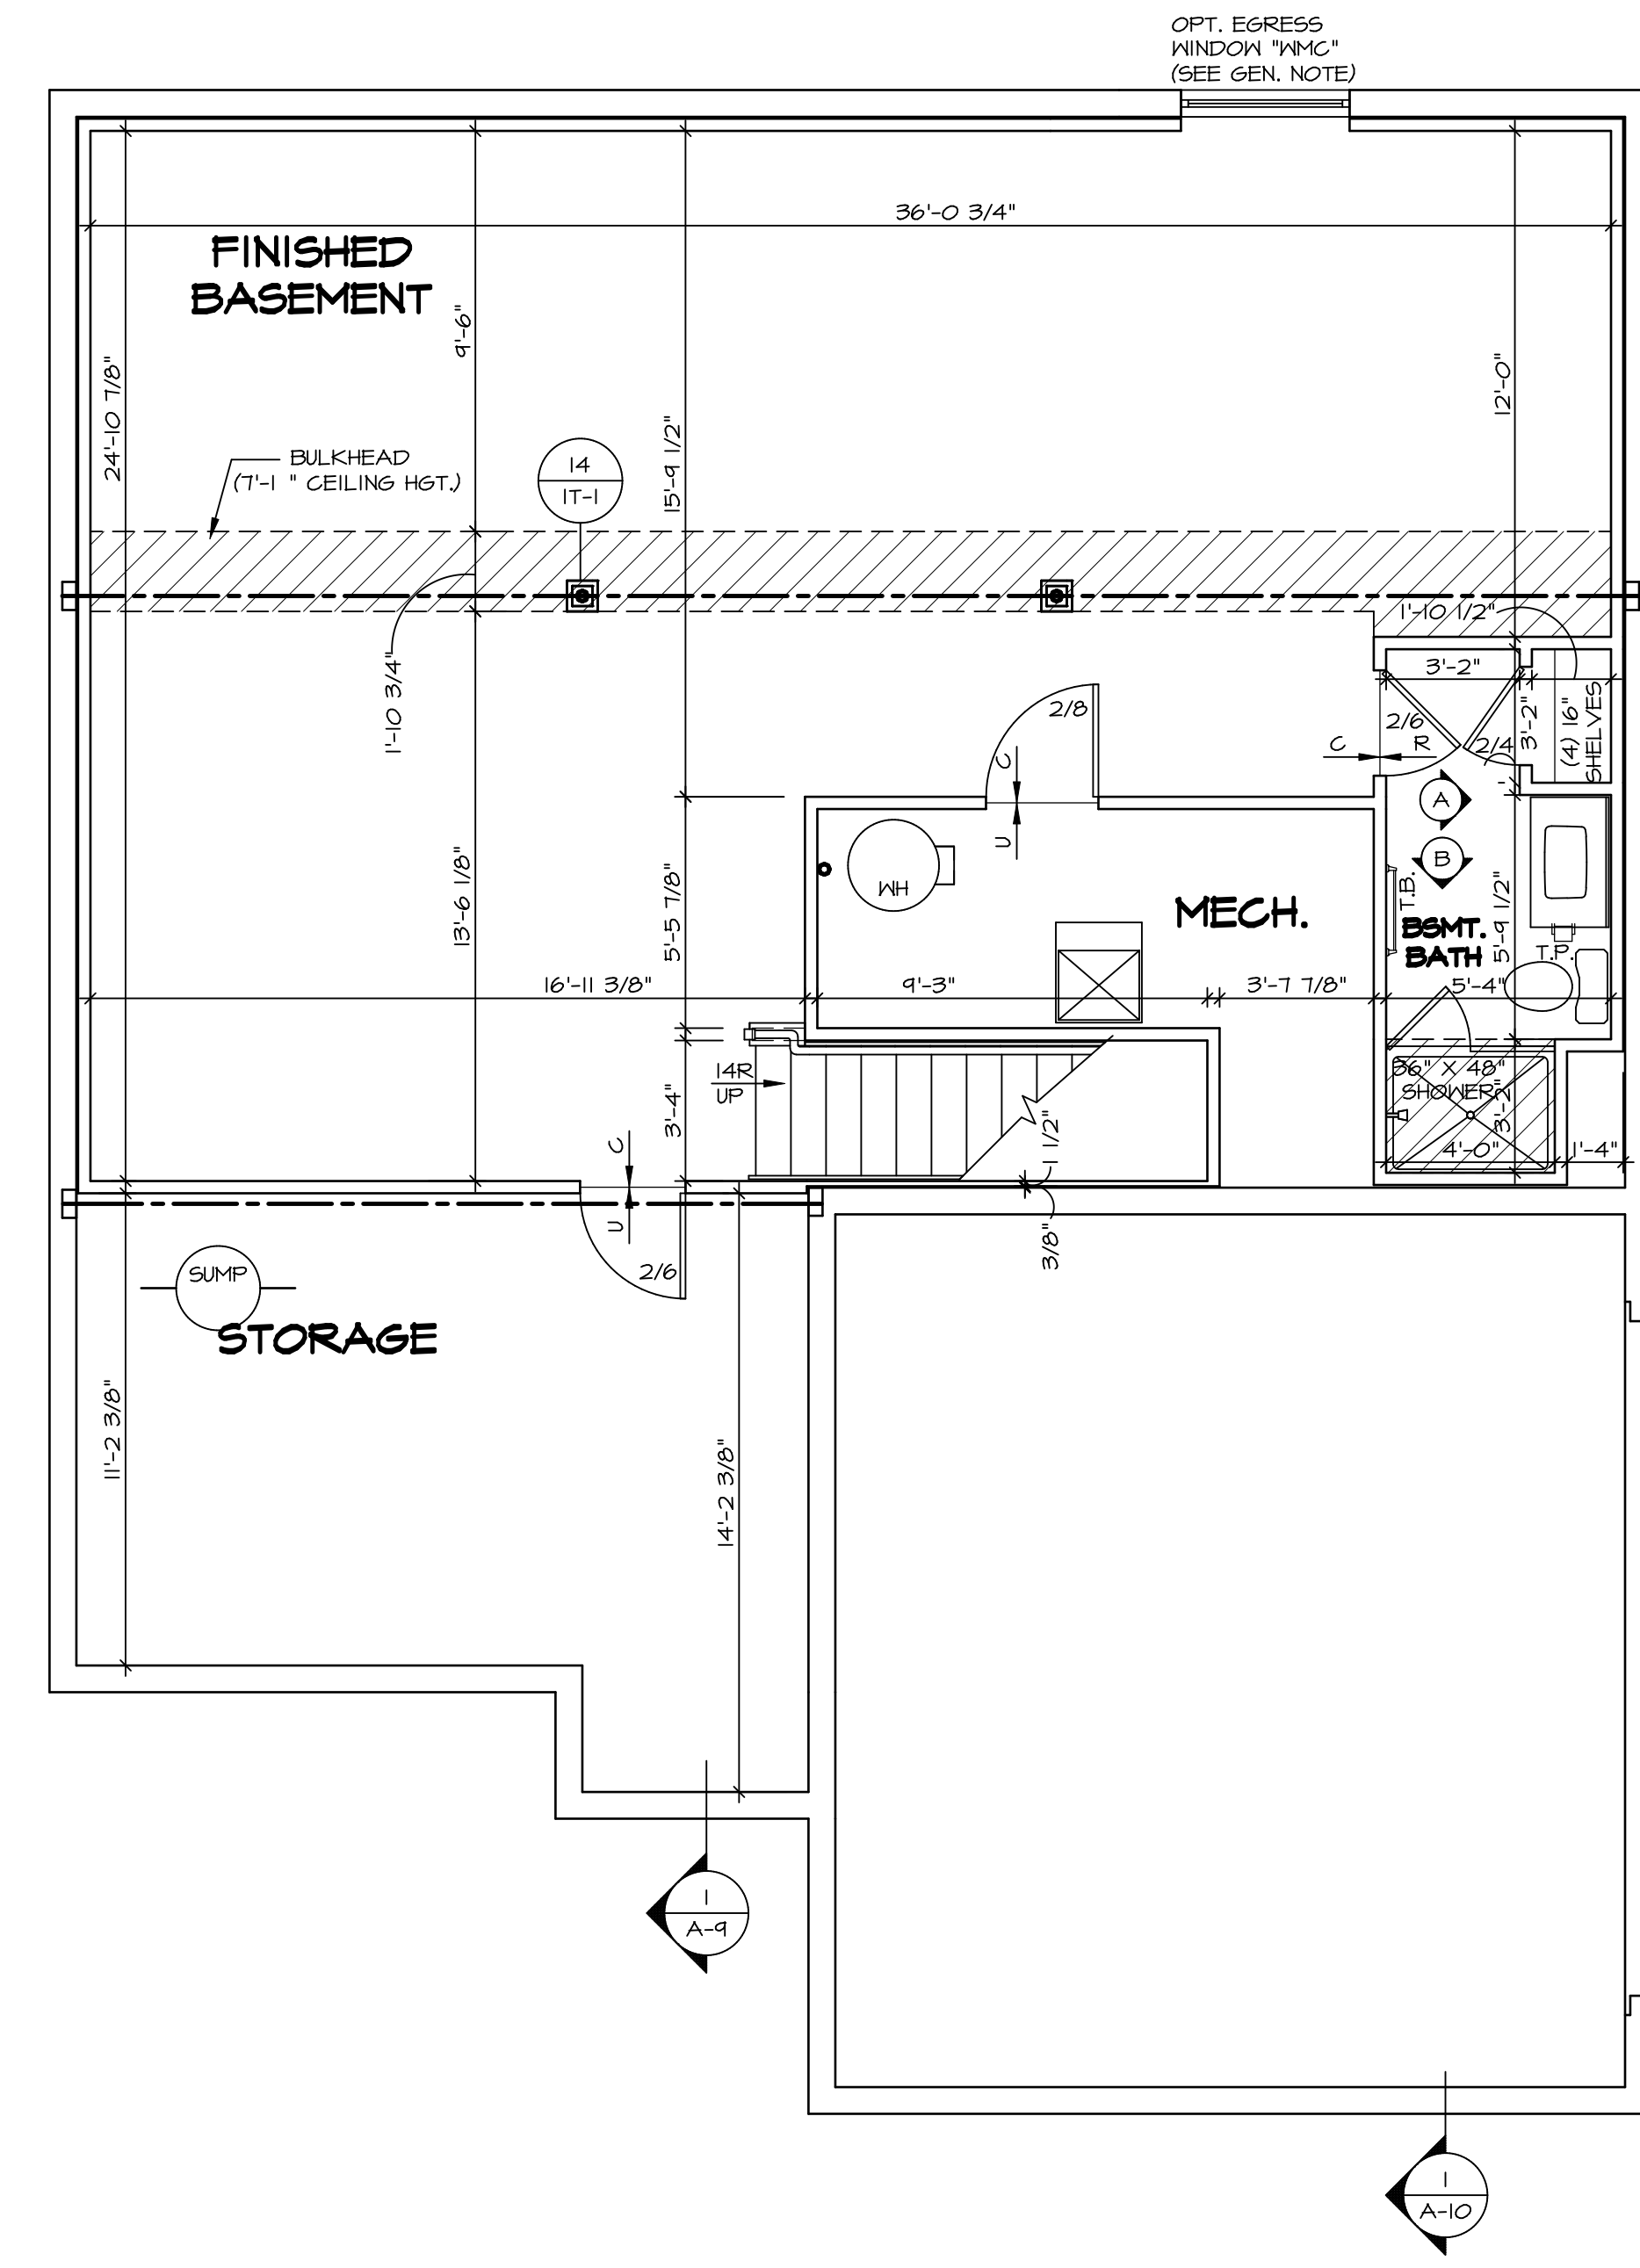 OPT. EGRESS
WINDOW "WMC"
(SEE GEN. NOTE)
36'-0 3/4"
FINISHED
BASEMENT
9'-6"
24'-10 7/8"
12'-0"
15'-9 1/2"
BULKHEAD
(7'-1 " CEILING HGT.)
14
1T-1
1'-10 1/2"
3'-2"
1'-10 3/4"
2/8
2/6
C
R
2/4
3'-2"
(4) 16"
SHELVES
C
U
A
B
WH
MECH.
T.B.
BSMT.
BATH
5'-9 1/2"
T.P.
13'-6 1/8"
5'-5 7/8"
16'-11 3/8"
9'-3"
3'-7 7/8"
5'-4"
14R
UP
3'-4"
36" X 48"
SHOWER
3'-2"
4'-0"
1'-4"
1 1/2"
C
U
3/8"
2/6
SUMP
STORAGE
11'-2 3/8"
14'-2 3/8"
1
A-9
1
A-10